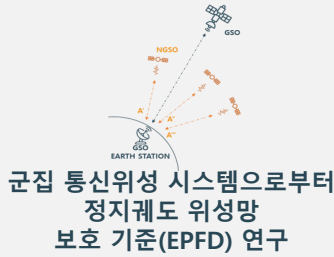 GSO
NGSO
A'
A''
A'''
GSO
EARTH STATION
군집 통신위성 시스템으로부터
정지궤도 위성망
보호 기준(EPFD) 연구